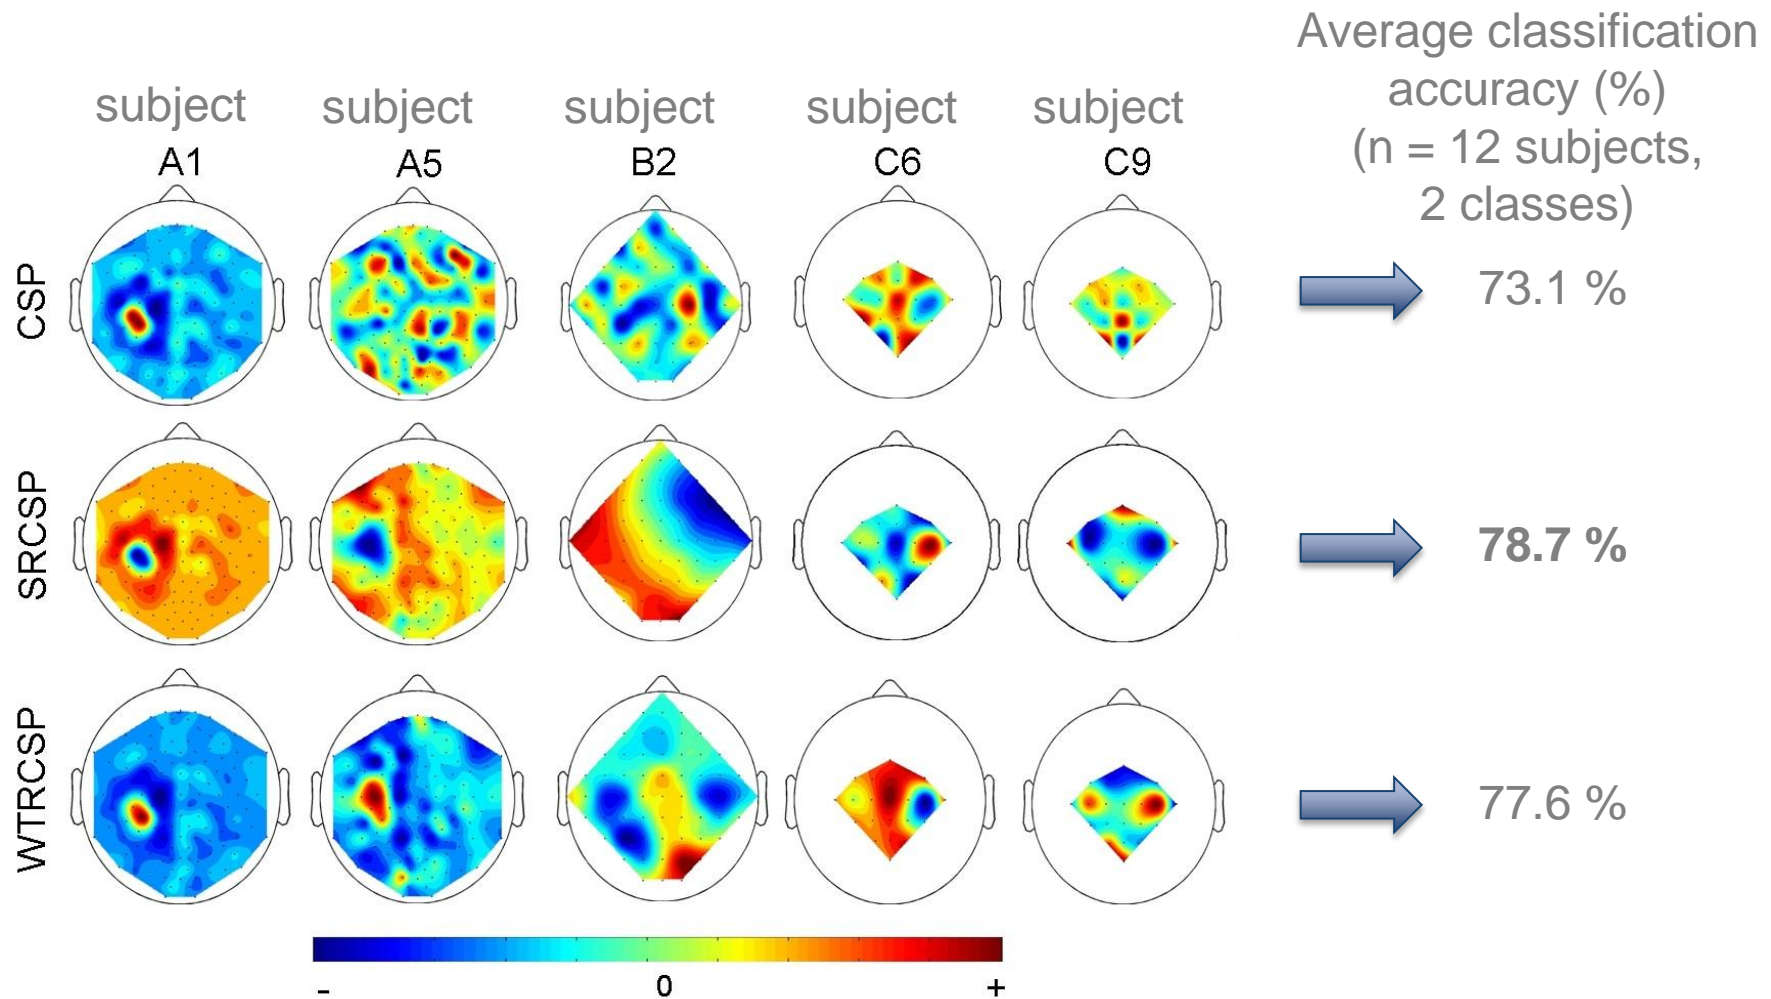 Average classification
accuracy (%)
(n = 12 subjects,
2 classes)
subject subject subject subject subject
A1 A5 B2 C6 C9
CSP
73.1 %
SRCSP
78.7 %
WTRCSP
77.6 %
- 0 +